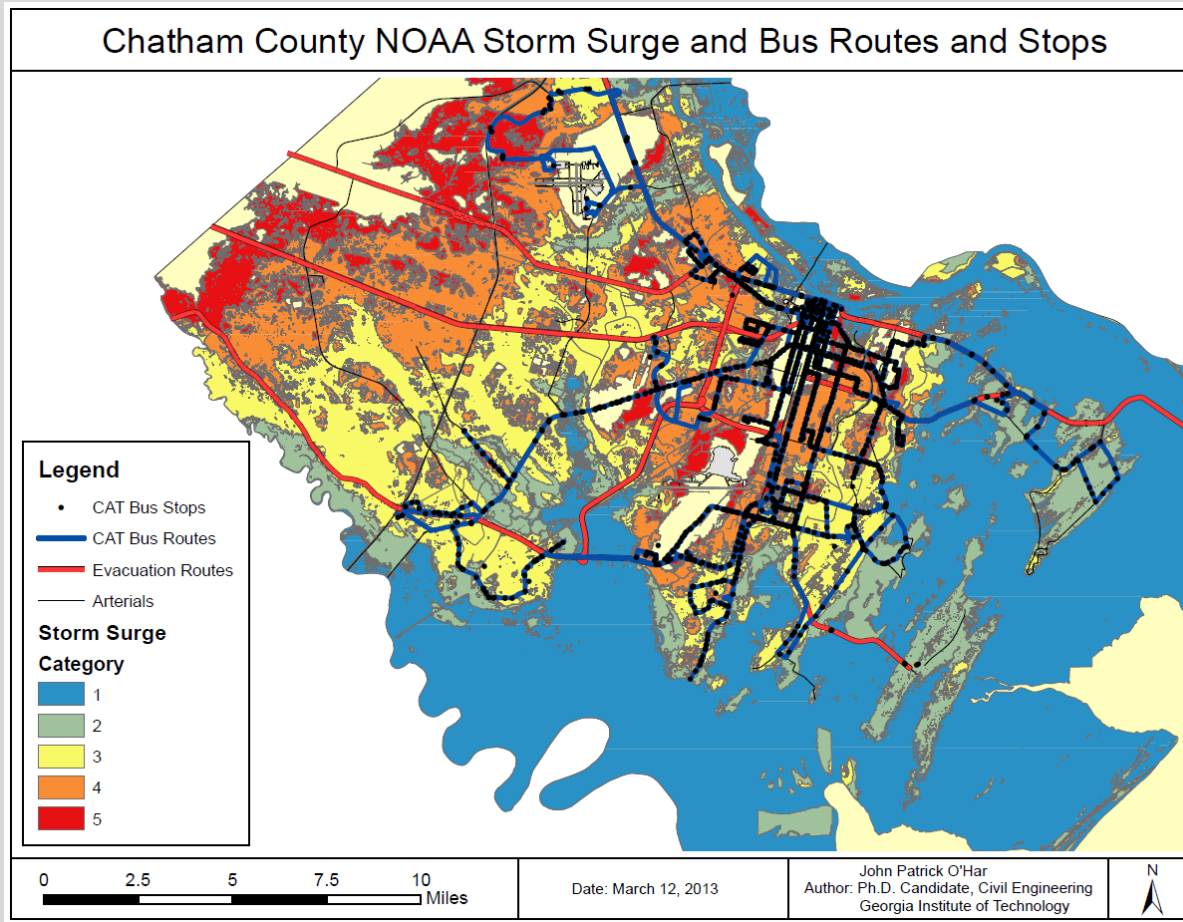 Chatham County NOAA Storm Surge and Bus Routes and Stops
Legend
CAT Bus Stops
CAT Bus Routes
Evacuation Routes
Arterials
Storm Surge
Category
1
2
3
4
5
0 2.5 5 7.5 10
Miles
Date: March 12, 2013
John Patrick O'Har
Author: Ph.D. Candidate, Civil Engineering
Georgia Institute of Technology
N